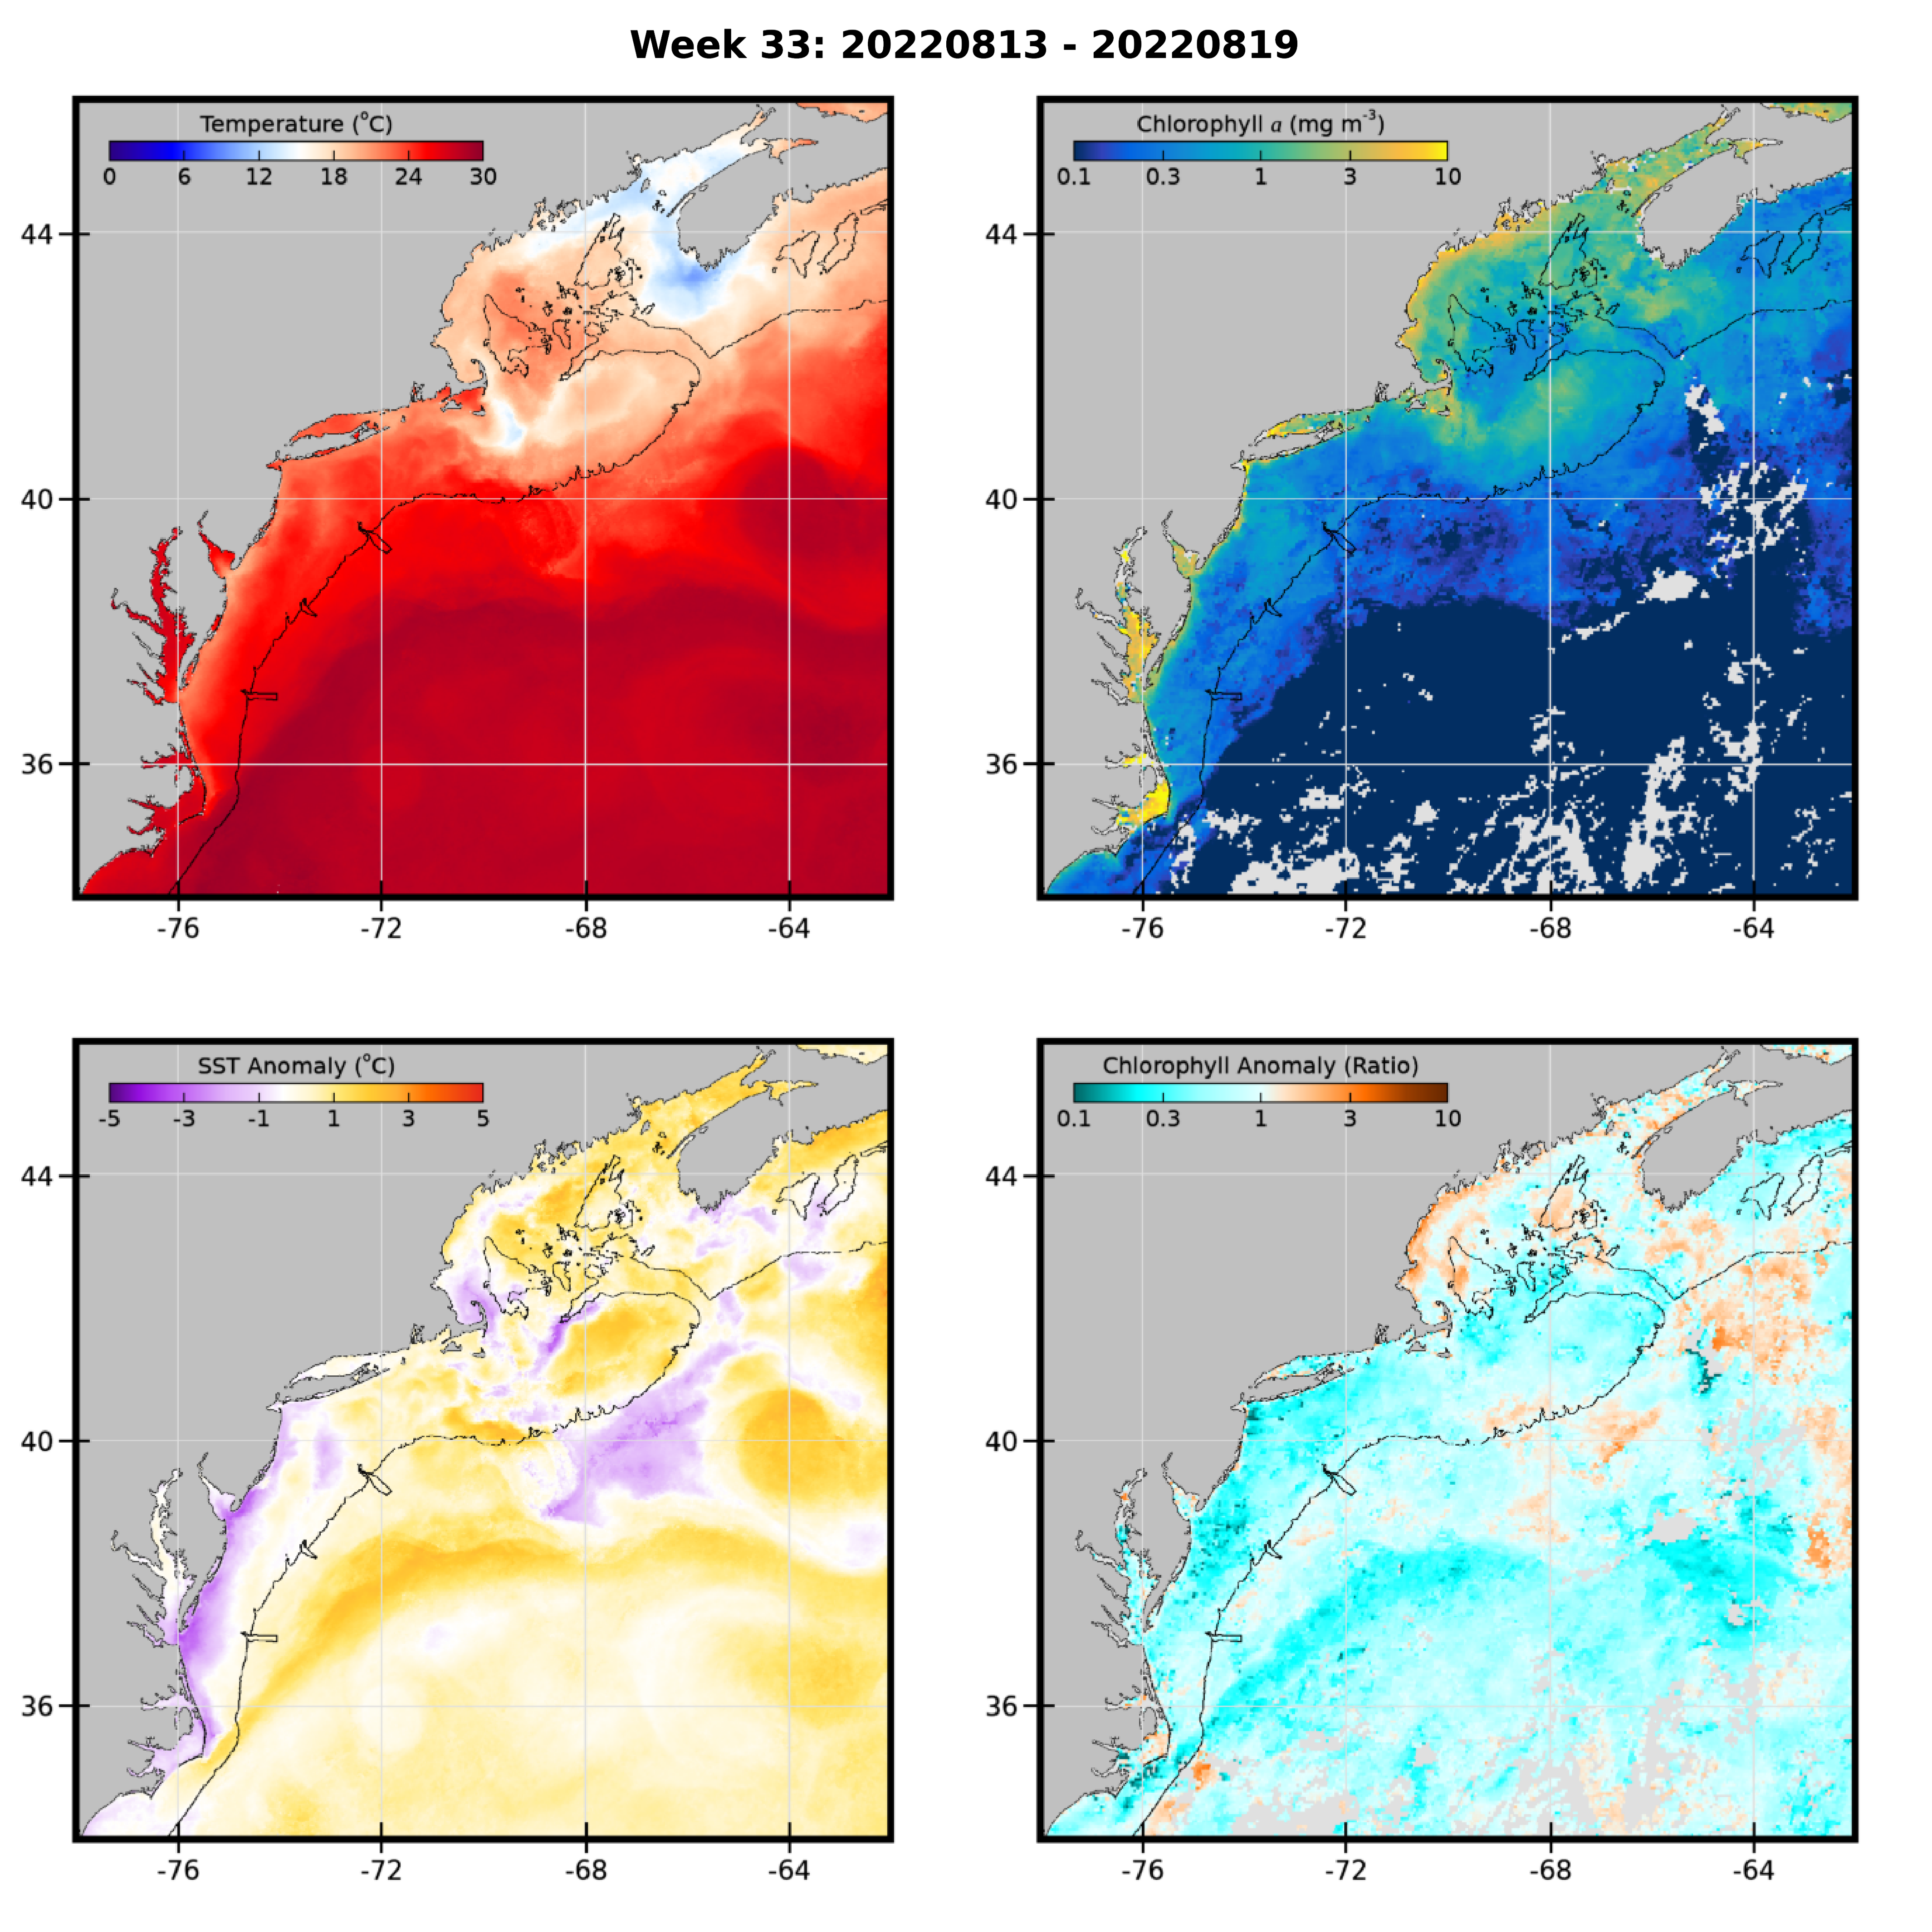 Week 33: 20220813 - 20220819
Temperature (°C)
0 6 12 18 24 30
44
40
36
-76 -72 -68 -64
Chlorophyll a (mg m⁻³)
0.1 0.3 1 3 10
44
40
36
-76 -72 -68 -64
SST Anomaly (°C)
-5 -3 -1 1 3 5
44
40
36
-76 -72 -68 -64
Chlorophyll Anomaly (Ratio)
0.1 0.3 1 3 10
44
40
36
-76 -72 -68 -64